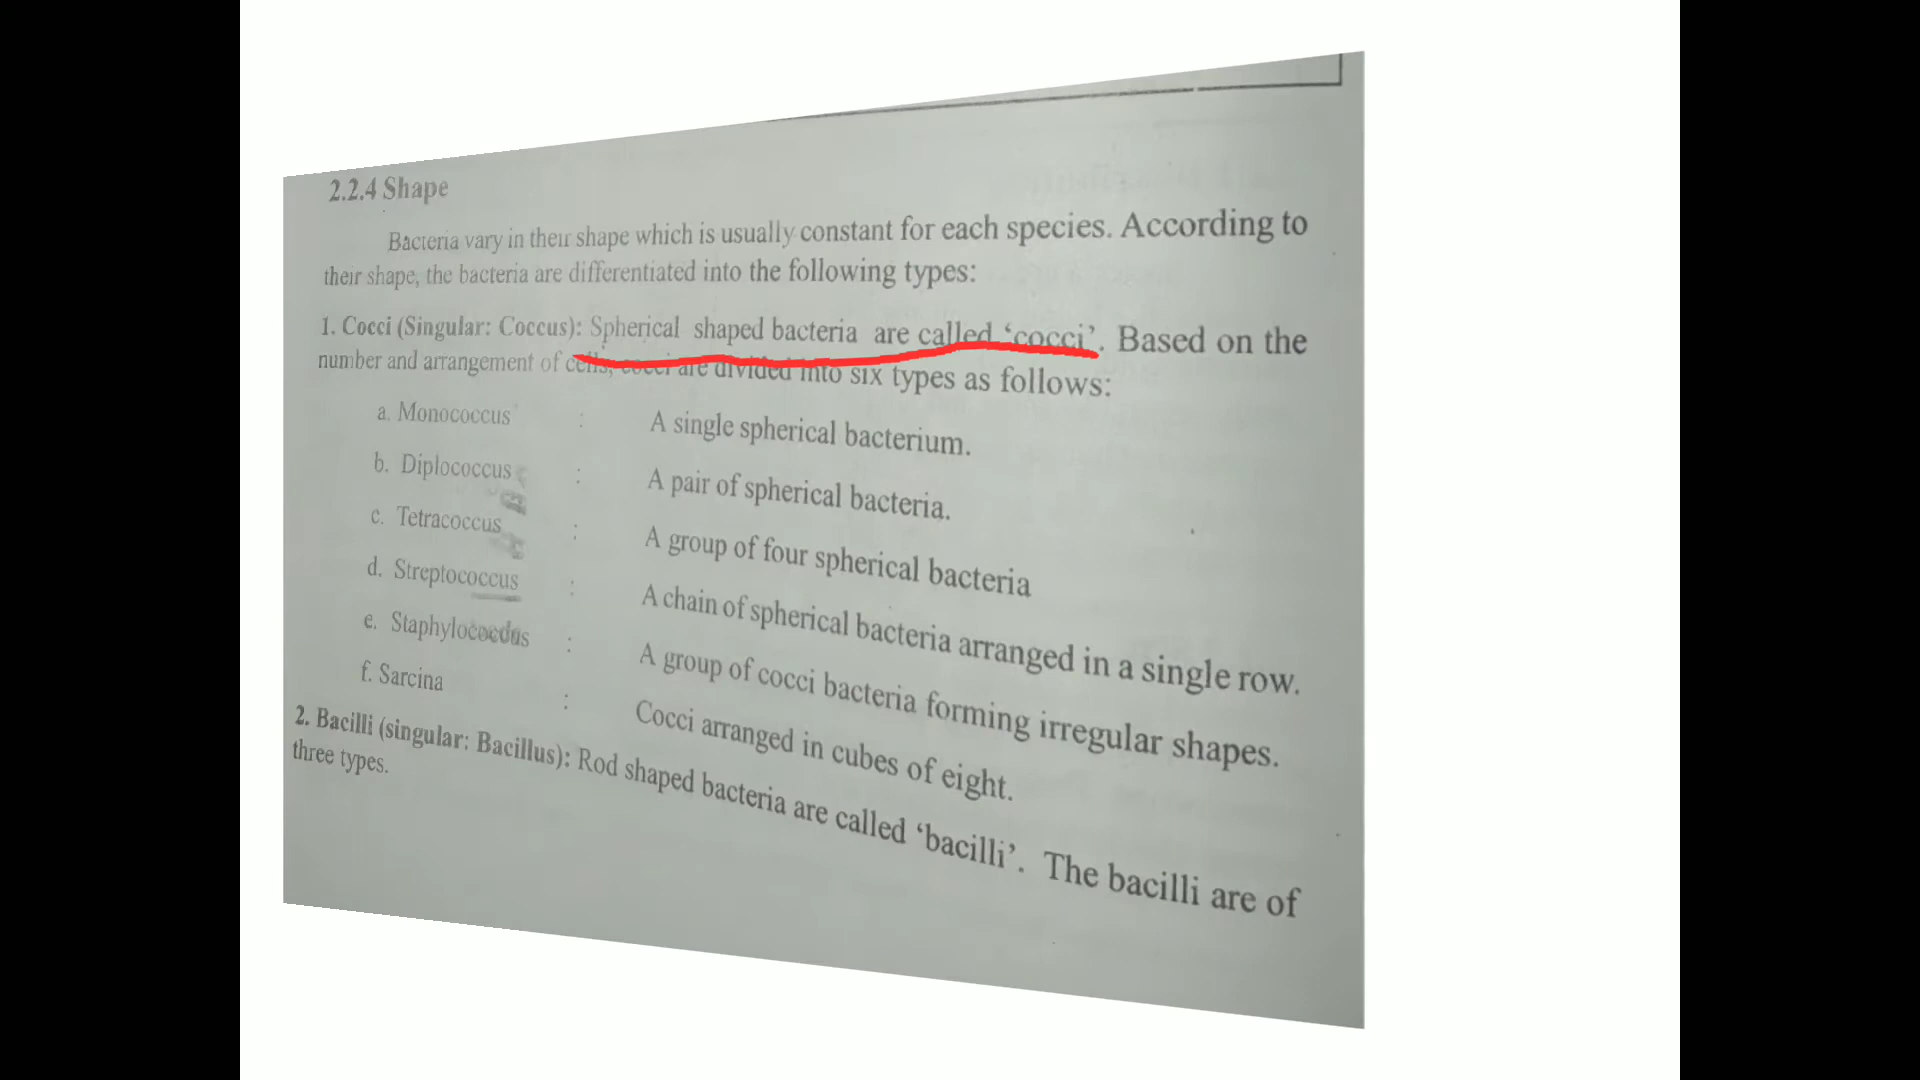 2.2.4 Shape
Bacteria vary in their shape which is usually constant for each species. According to
their shape, the bacteria are differentiated into the following types:
1. Cocci (Singular: Coccus): Spherical shaped bacteria are called ‘cocci’. Based on the
number and arrangement of cells, cocci are divided into six types as follows:
a. Monococcus : A single spherical bacterium.
b. Diplococcus : A pair of spherical bacteria.
c. Tetracoccus : A group of four spherical bacteria
d. Streptococcus : A chain of spherical bacteria arranged in a single row.
e. Staphylococcus : A group of cocci bacteria forming irregular shapes.
f. Sarcina : Cocci arranged in cubes of eight.
2. Bacilli (singular: Bacillus): Rod shaped bacteria are called ‘bacilli’. The bacilli are of
three types.